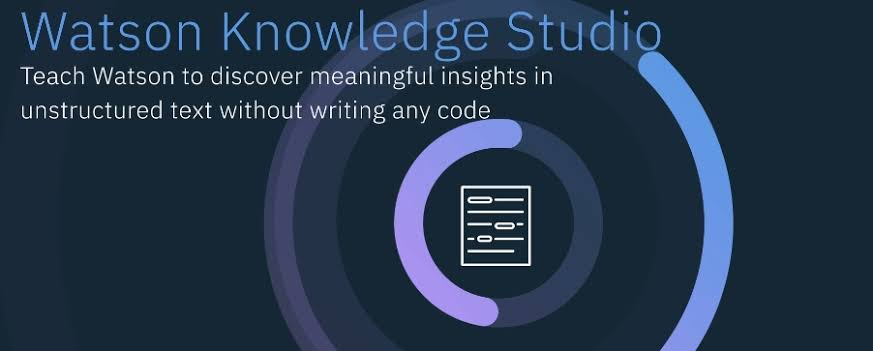 Watson Knowledge Studio
Teach Watson to discover meaningful insights in
unstructured text without writing any code